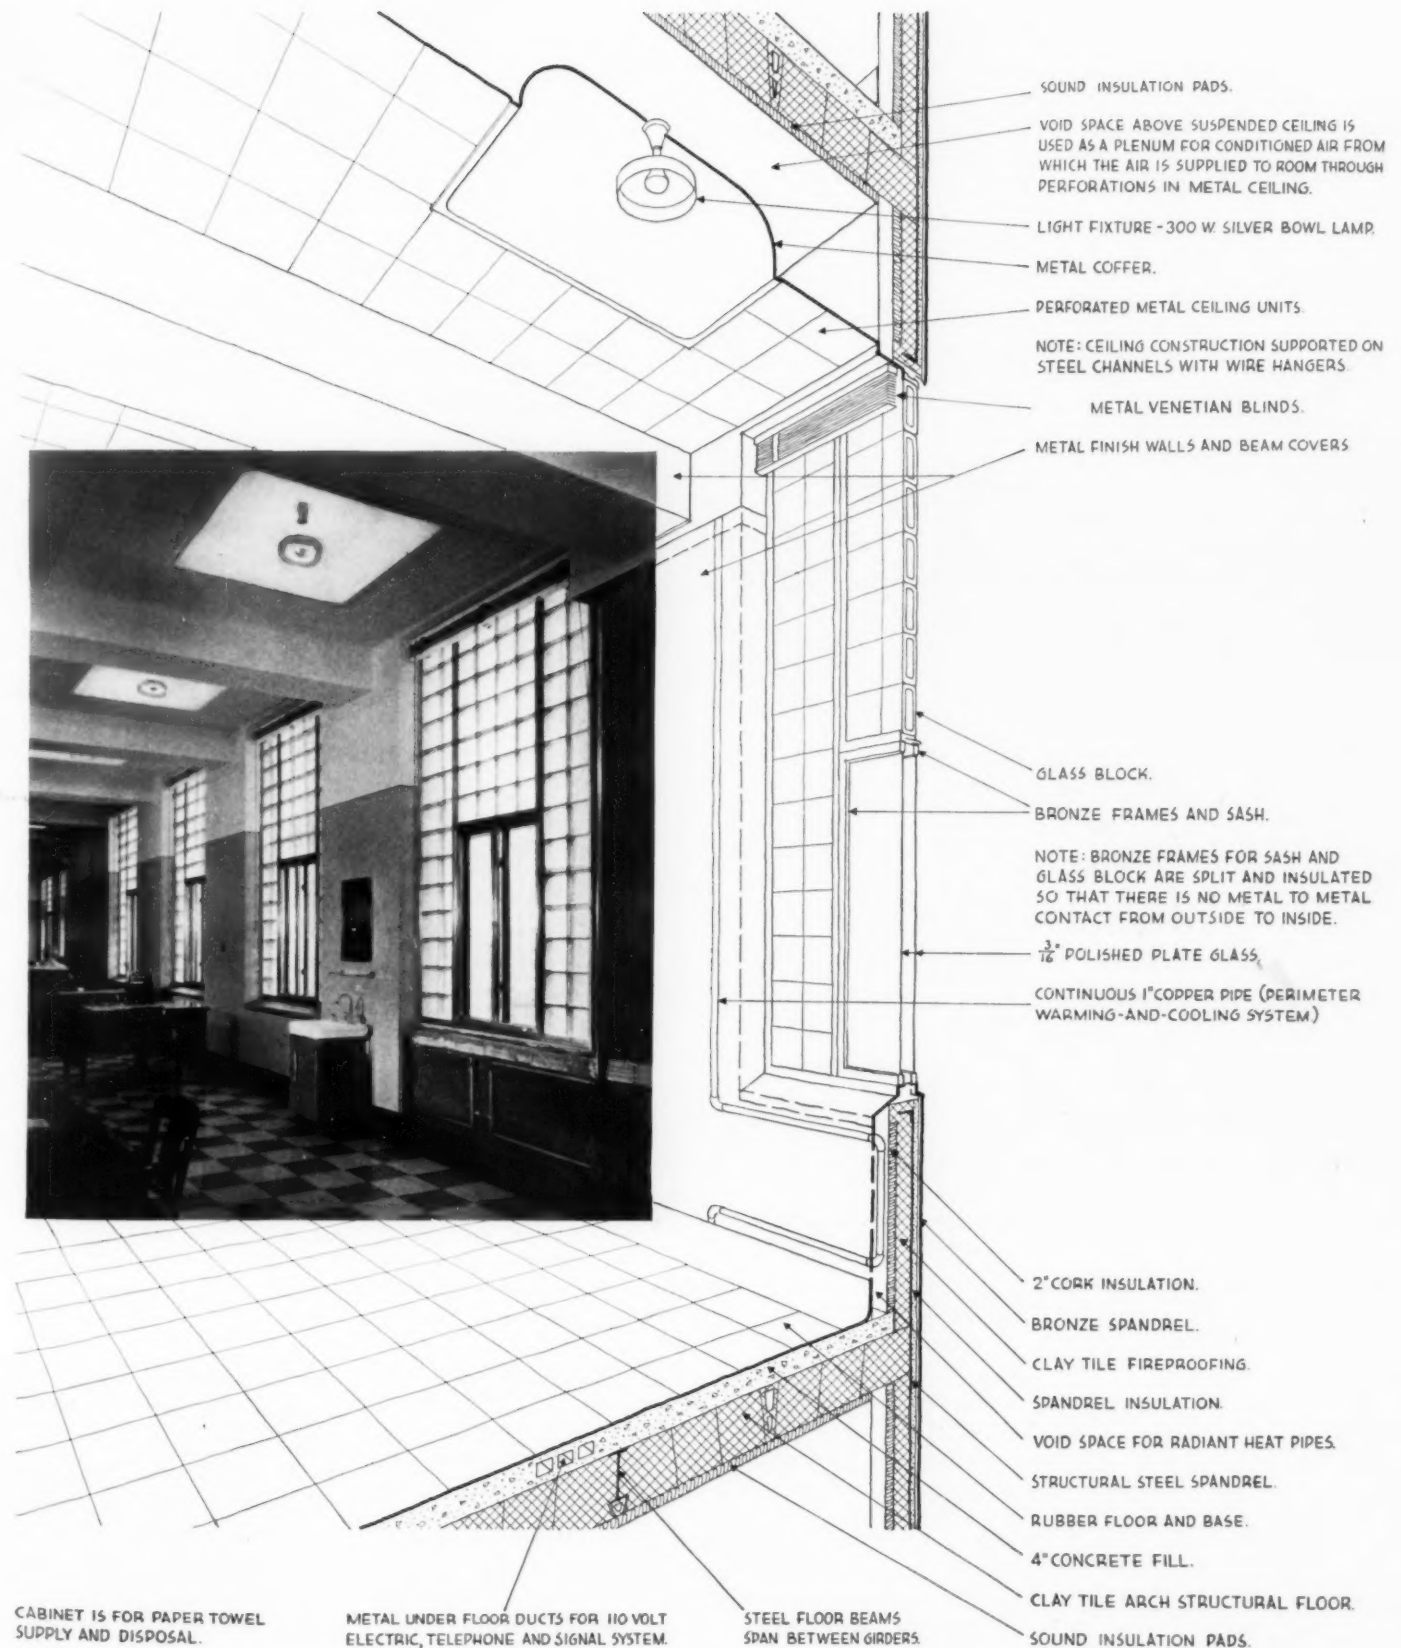 SOUND INSULATION PADS.
VOID SPACE ABOVE SUSPENDED CEILING IS
USED AS A PLENUM FOR CONDITIONED AIR FROM
WHICH THE AIR IS SUPPLIED TO ROOM THROUGH
PERFORATIONS IN METAL CEILING.
LIGHT FIXTURE - 300 W. SILVER BOWL LAMP.
METAL COFFER.
PERFORATED METAL CEILING UNITS.
NOTE: CEILING CONSTRUCTION SUPPORTED ON
STEEL CHANNELS WITH WIRE HANGERS.
METAL VENETIAN BLINDS.
METAL FINISH WALLS AND BEAM COVERS
GLASS BLOCK.
BRONZE FRAMES AND SASH.
NOTE: BRONZE FRAMES FOR SASH AND
GLASS BLOCK ARE SPLIT AND INSULATED
SO THAT THERE IS NO METAL TO METAL
CONTACT FROM OUTSIDE TO INSIDE.
3/16" POLISHED PLATE GLASS.
CONTINUOUS 1" COPPER PIPE (PERIMETER
WARMING-AND-COOLING SYSTEM)
2" CORK INSULATION.
BRONZE SPANDREL.
CLAY TILE FIREPROOFING.
SPANDREL INSULATION.
VOID SPACE FOR RADIANT HEAT PIPES.
STRUCTURAL STEEL SPANDREL.
RUBBER FLOOR AND BASE.
4" CONCRETE FILL.
CLAY TILE ARCH STRUCTURAL FLOOR.
SOUND INSULATION PADS.
CABINET IS FOR PAPER TOWEL
SUPPLY AND DISPOSAL.
METAL UNDER FLOOR DUCTS FOR 110 VOLT
ELECTRIC, TELEPHONE AND SIGNAL SYSTEM.
STEEL FLOOR BEAMS
SPAN BETWEEN GIRDERS.